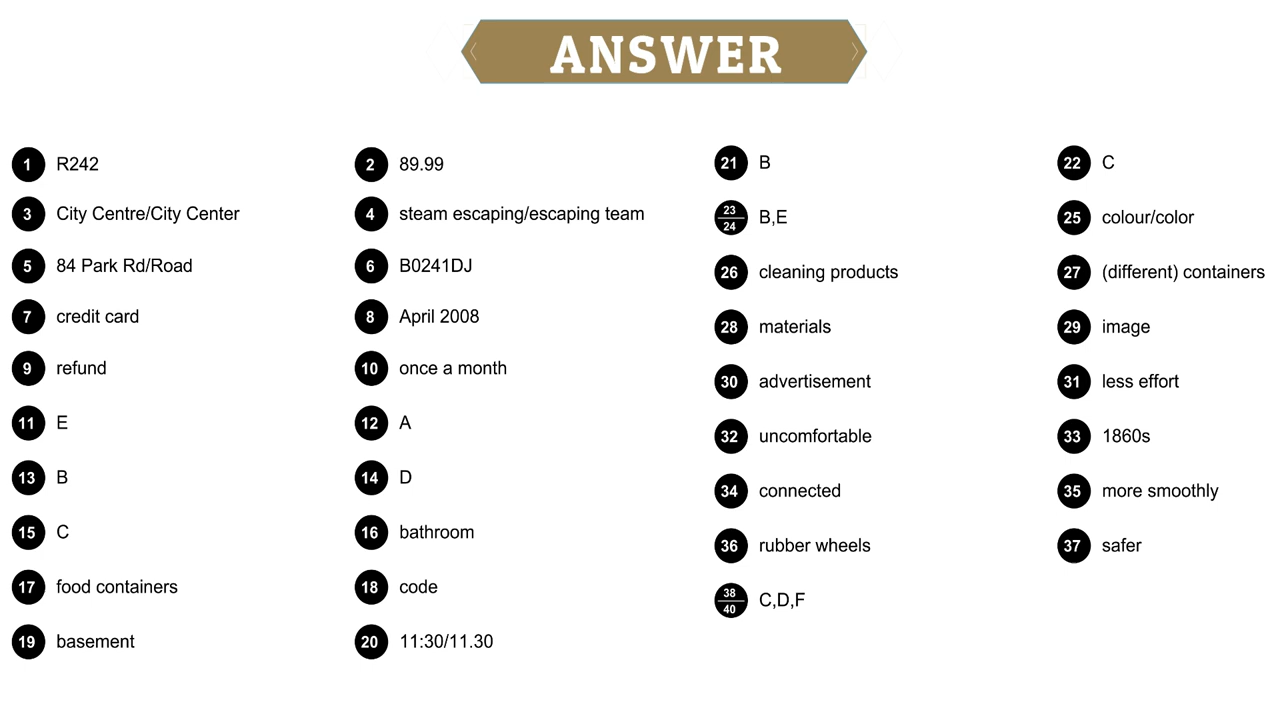 ANSWER
1 R242
2 89.99
3 City Centre/City Center
4 steam escaping/escaping team
5 84 Park Rd/Road
6 B0241DJ
7 credit card
8 April 2008
9 refund
10 once a month
11 E
12 A
13 B
14 D
15 C
16 bathroom
17 food containers
18 code
19 basement
20 11:30/11.30
21 B
22 C
23 24 B,E
25 colour/color
26 cleaning products
27 (different) containers
28 materials
29 image
30 advertisement
31 less effort
32 uncomfortable
33 1860s
34 connected
35 more smoothly
36 rubber wheels
37 safer
38 40 C,D,F